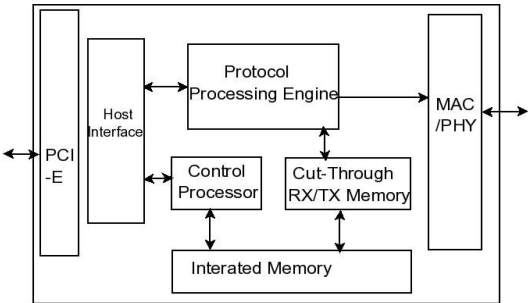 PCI
-E
Host
Interface
Protocol
Processing Engine
Control
Processor
Cut-Through
RX/TX Memory
Interated Memory
MAC
/PHY